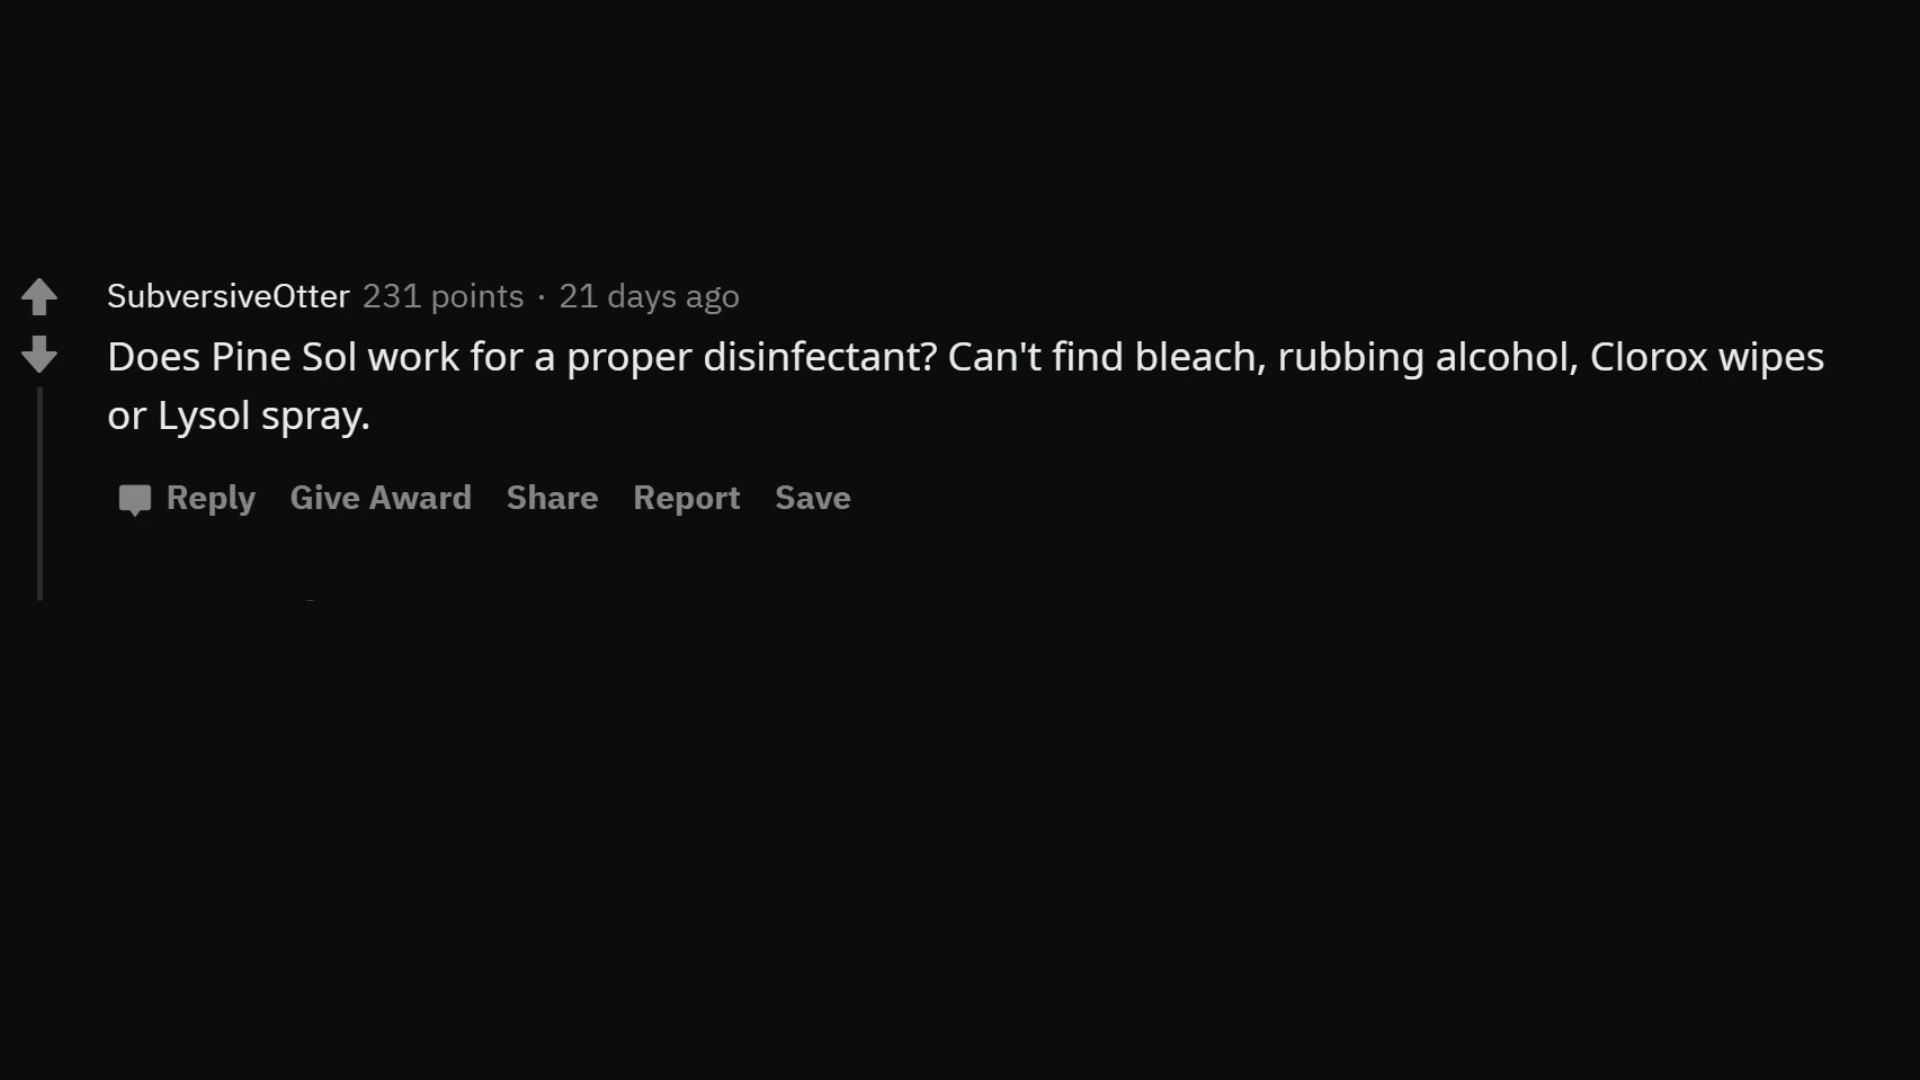 SubversiveOtter 231 points · 21 days ago
Does Pine Sol work for a proper disinfectant? Can't find bleach, rubbing alcohol, Clorox wipes
or Lysol spray.
Reply Give Award Share Report Save